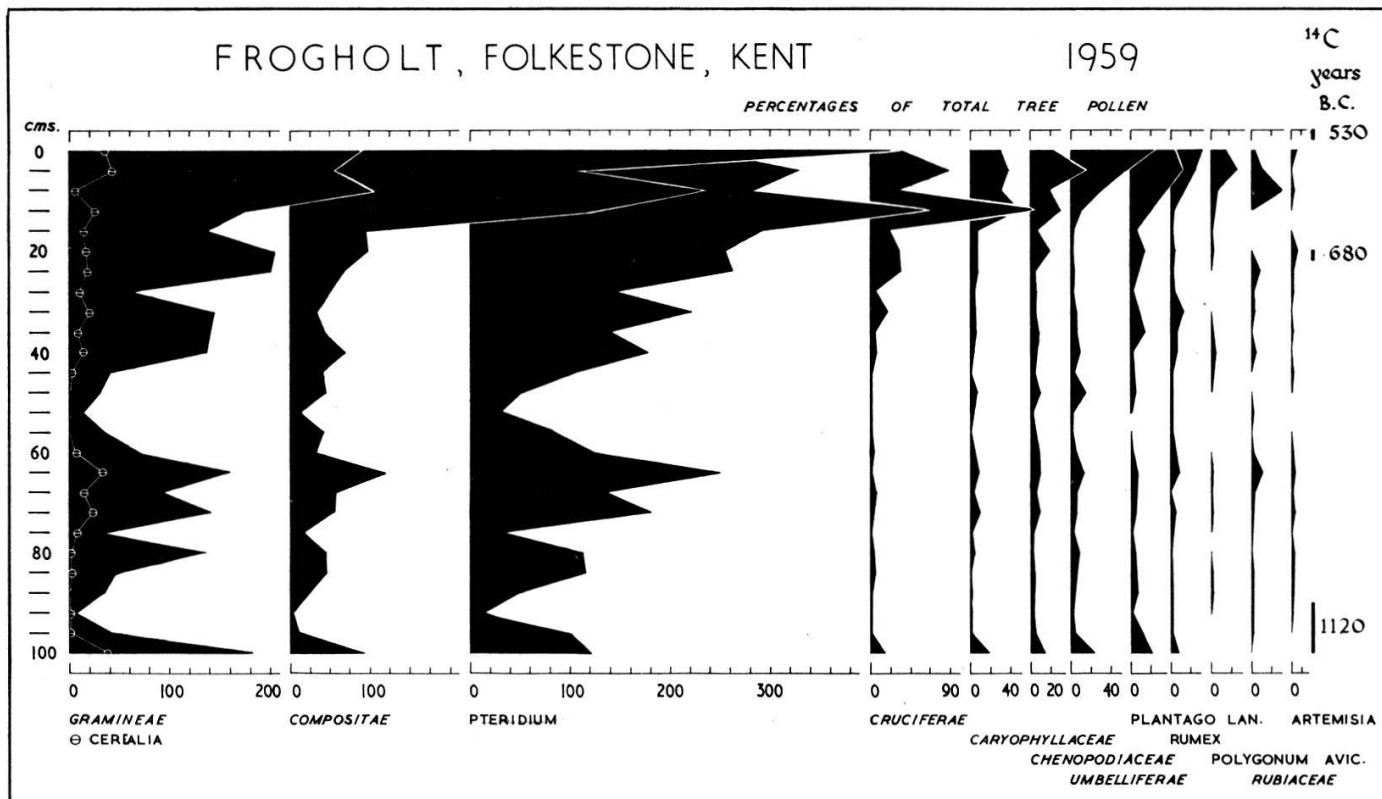 FROGHOLT, FOLKESTONE, KENT 1959
14C
years
B.C.
PERCENTAGES OF TOTAL TREE POLLEN
cms.
530
0
20
680
40
60
80
1120
100
0 100 200 0 100 0 100 200 300 0 90 0 40 0 20 0 40 0 0 0 0 0
GRAMINEAE COMPOSITAE PTERIDIUM CRUCIFERAE PLANTAGO LAN. ARTEMISIA
CEREALIA CARYOPHYLLACEAE RUMEX
CHENOPODIACEAE POLYGONUM AVIC.
UMBELLIFERAE RUBIACEAE